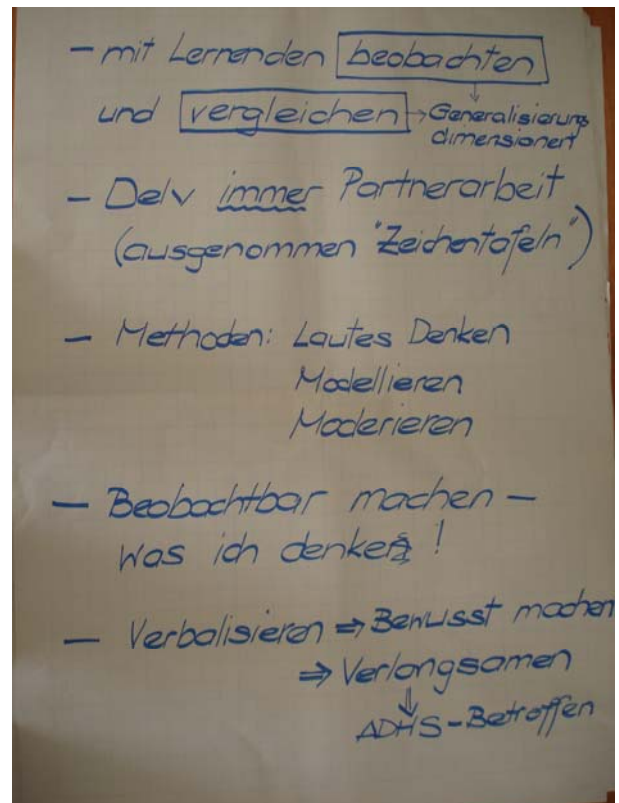 – mit Lernenden beobachten
↓
und vergleichen → Generalisierung
dimensioniert
– Delv immer Partnerarbeit
(ausgenommen "Zeichentafeln")
– Methoden: Lautes Denken
Modellieren
Moderieren
– Beobachtbar machen –
Was ich denke !
– Verbalisieren ⇒ Bewusst machen
⇒ Verlangsamen
⇓
ADHS - Betroffen